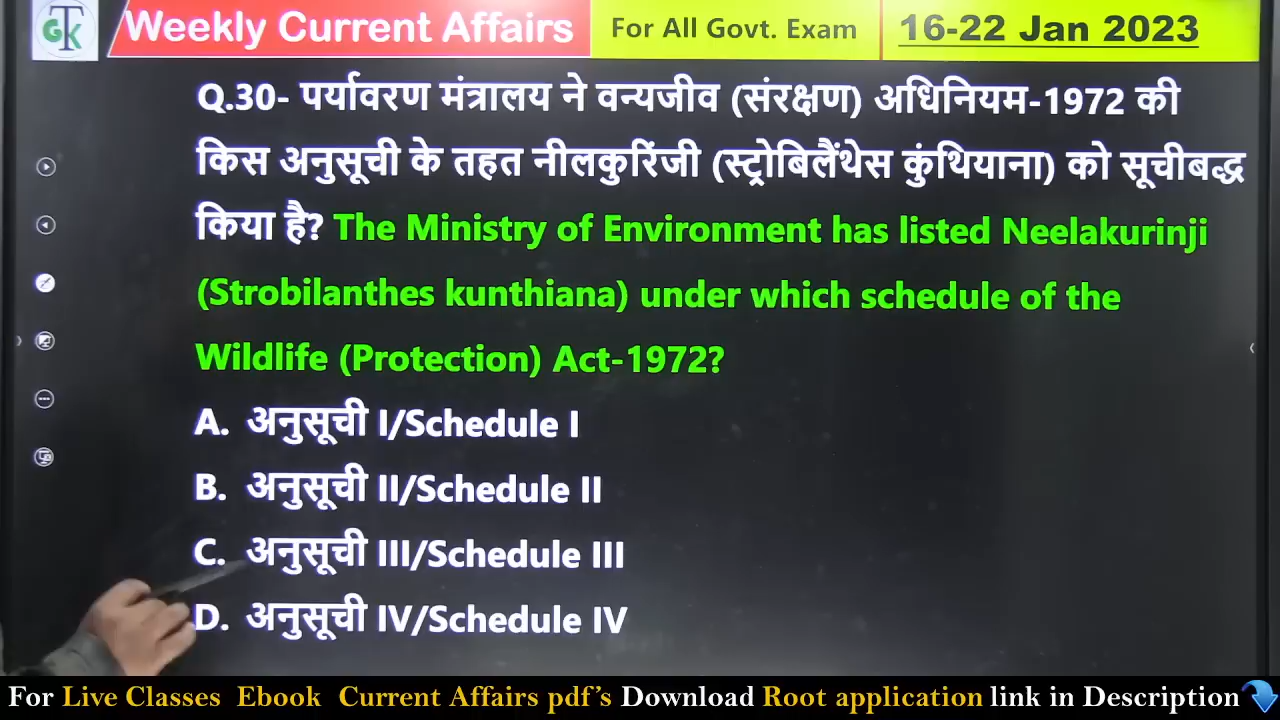 GTK
Weekly Current Affairs
For All Govt. Exam
16-22 Jan 2023
Q.30- पर्यावरण मंत्रालय ने वन्यजीव (संरक्षण) अधिनियम-1972 की
किस अनुसूची के तहत नीलकुरिंजी (स्ट्रोबिलैंथेस कुंथियाना) को सूचीबद्ध
किया है? The Ministry of Environment has listed Neelakurinji
(Strobilanthes kunthiana) under which schedule of the
Wildlife (Protection) Act-1972?
A. अनुसूची I/Schedule I
B. अनुसूची II/Schedule II
C. अनुसूची III/Schedule III
D. अनुसूची IV/Schedule IV
For Live Classes Ebook Current Affairs pdf's Download Root application link in Description